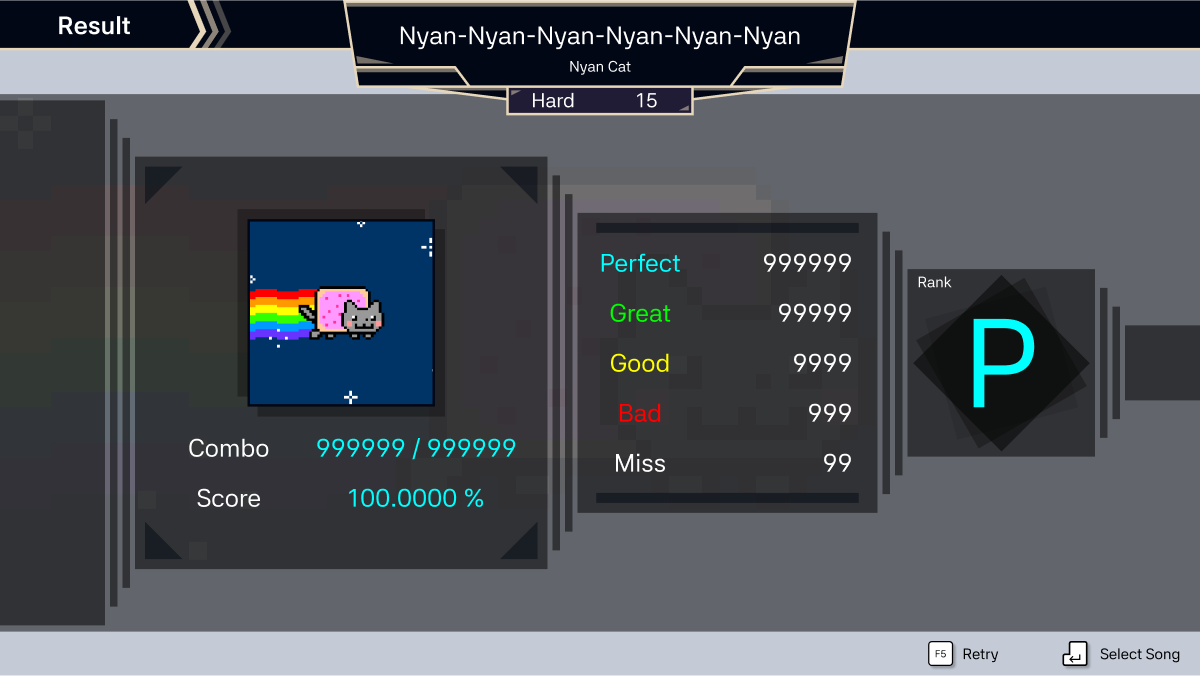 Result
Nyan-Nyan-Nyan-Nyan-Nyan-Nyan
Nyan Cat
Hard 15
Combo 999999 / 999999
Score 100.0000 %
Perfect 999999
Great 99999
Good 9999
Bad 999
Miss 99
Rank
P
F5 Retry
Select Song